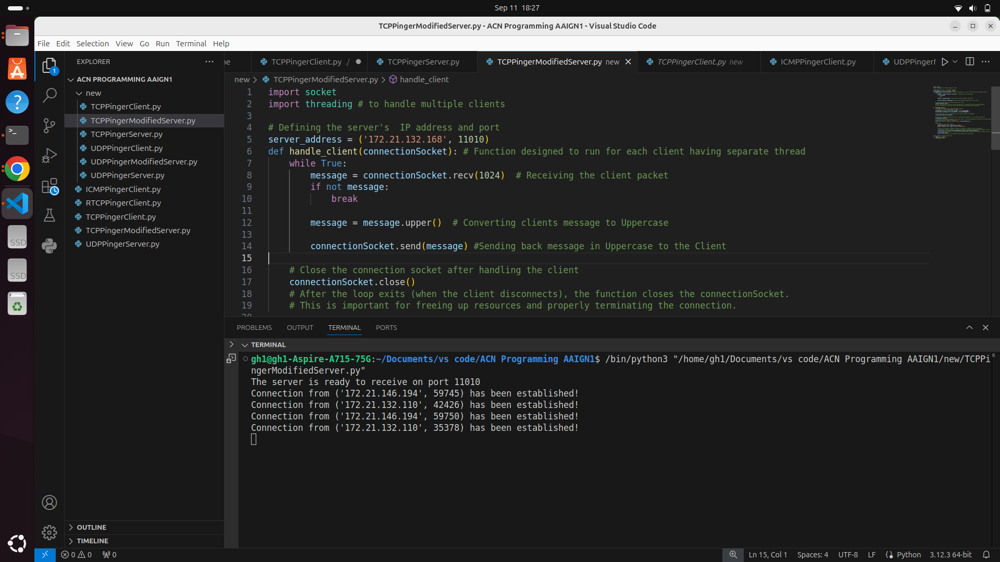 Sep 11 18:27
TCPPingerModifiedServer.py - ACN Programming AAIGN1 - Visual Studio Code
File Edit Selection View Go Run Terminal Help
EXPLORER
ne
TCPPingerClient.py ./
TCPPingerServer.py
TCPPingerModifiedServer.py new
TCPPingerClient.py new
ICMPPingerClient.py
UDPPingerM
new > TCPPingerModifiedServer.py > handle_client
1
ACN PROGRAMMING AAIGN1
new
TCPPingerClient.py
TCPPingerModifiedServer.py
TCPPingerServer.py
UDPPingerClient.py
UDPPingerModifiedServer.py
UDPPingerServer.py
ICMPPingerClient.py
RTCPPingerClient.py
TCPPingerClient.py
TCPPingerModifiedServer.py
UDPPingerServer.py
SSD
SSD
OUTLINE
TIMELINE
1 import socket
2 import threading # to handle multiple clients
3
4 # Defining the server's  IP address and port
5 server_address = ('172.21.132.168', 11010)
6 def handle_client(connectionSocket): # Function designed to run for each client having separate thread
7     while True:
8         message = connectionSocket.recv(1024)  # Receiving the client packet
9         if not message:
10             break
11
12         message = message.upper()  # Converting clients message to Uppercase
13
14         connectionSocket.send(message) #Sending back message in Uppercase to the Client
15
16     # Close the connection socket after handling the client
17     connectionSocket.close()
18     # After the loop exits (when the client disconnects), the function closes the connectionSocket.
19     # This is important for freeing up resources and properly terminating the connection.
20
PROBLEMS OUTPUT TERMINAL PORTS
TERMINAL
gh1@gh1-Aspire-A715-75G:~/Documents/vs code/ACN Programming AAIGN1$ /bin/python3 "/home/gh1/Documents/vs code/ACN Programming AAIGN1/new/TCPPi
ngerModifiedServer.py"
The server is ready to receive on port 11010
Connection from ('172.21.146.194', 59745) has been established!
Connection from ('172.21.132.110', 42426) has been established!
Connection from ('172.21.146.194', 59750) has been established!
Connection from ('172.21.132.110', 35378) has been established!
0 0 0
Ln 15, Col 1 Spaces: 4 UTF-8 LF Python 3.12.3 64-bit